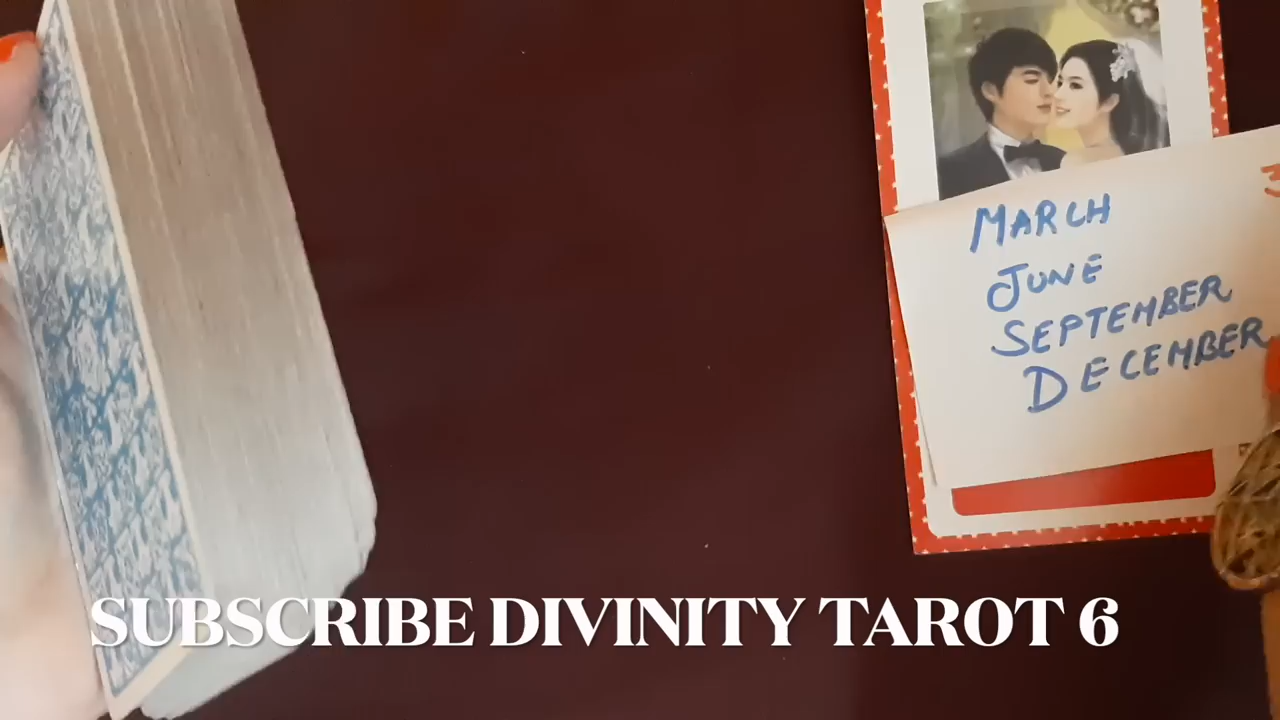 MARCH
JUNE
SEPTEMBER
DECEMBER
SUBSCRIBE DIVINITY TAROT 6